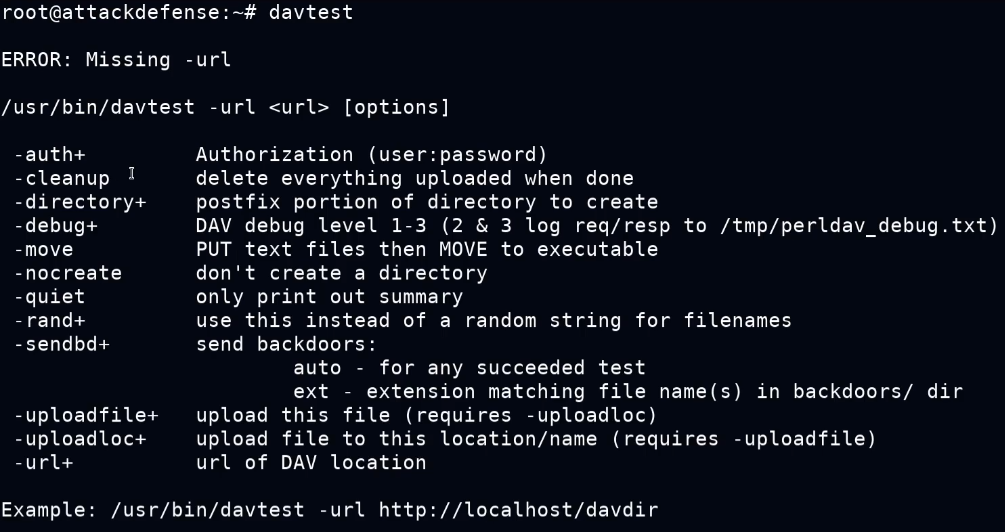 root@attackdefense:~# davtest
ERROR: Missing -url
/usr/bin/davtest -url <url> [options]
-auth+ Authorization (user:password)
-cleanup delete everything uploaded when done
-directory+ postfix portion of directory to create
-debug+ DAV debug level 1-3 (2 & 3 log req/resp to /tmp/perldav_debug.txt)
-move PUT text files then MOVE to executable
-nocreate don't create a directory
-quiet only print out summary
-rand+ use this instead of a random string for filenames
-sendbd+ send backdoors:
auto - for any succeeded test
ext - extension matching file name(s) in backdoors/ dir
-uploadfile+ upload this file (requires -uploadloc)
-uploadloc+ upload file to this location/name (requires -uploadfile)
-url+ url of DAV location
Example: /usr/bin/davtest -url http://localhost/davdir